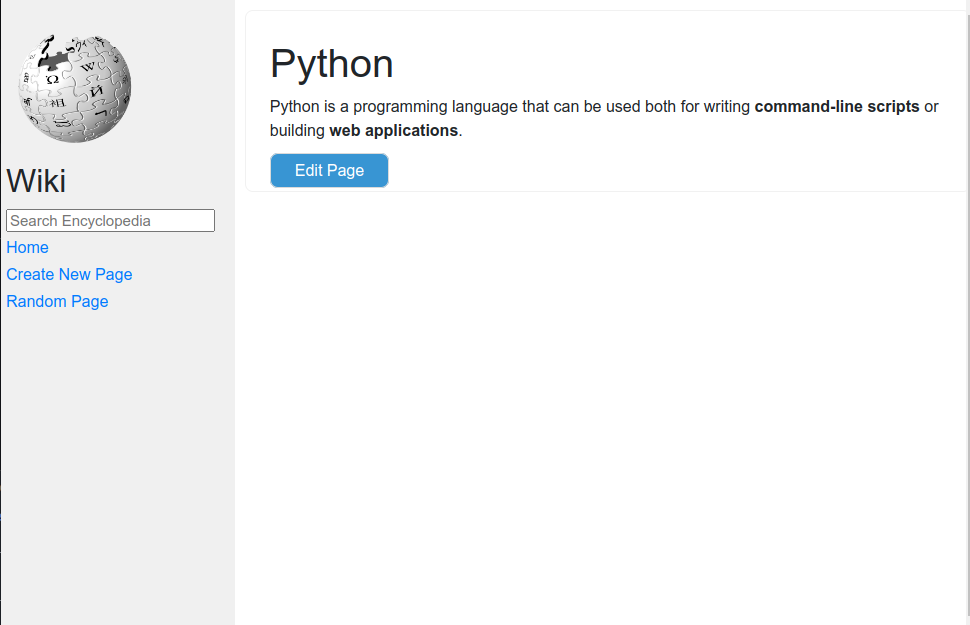 Ω
W
И
祖
Wiki
Search Encyclopedia
Home
Create New Page
Random Page
Python
Python is a programming language that can be used both for writing command-line scripts or
building web applications.
Edit Page